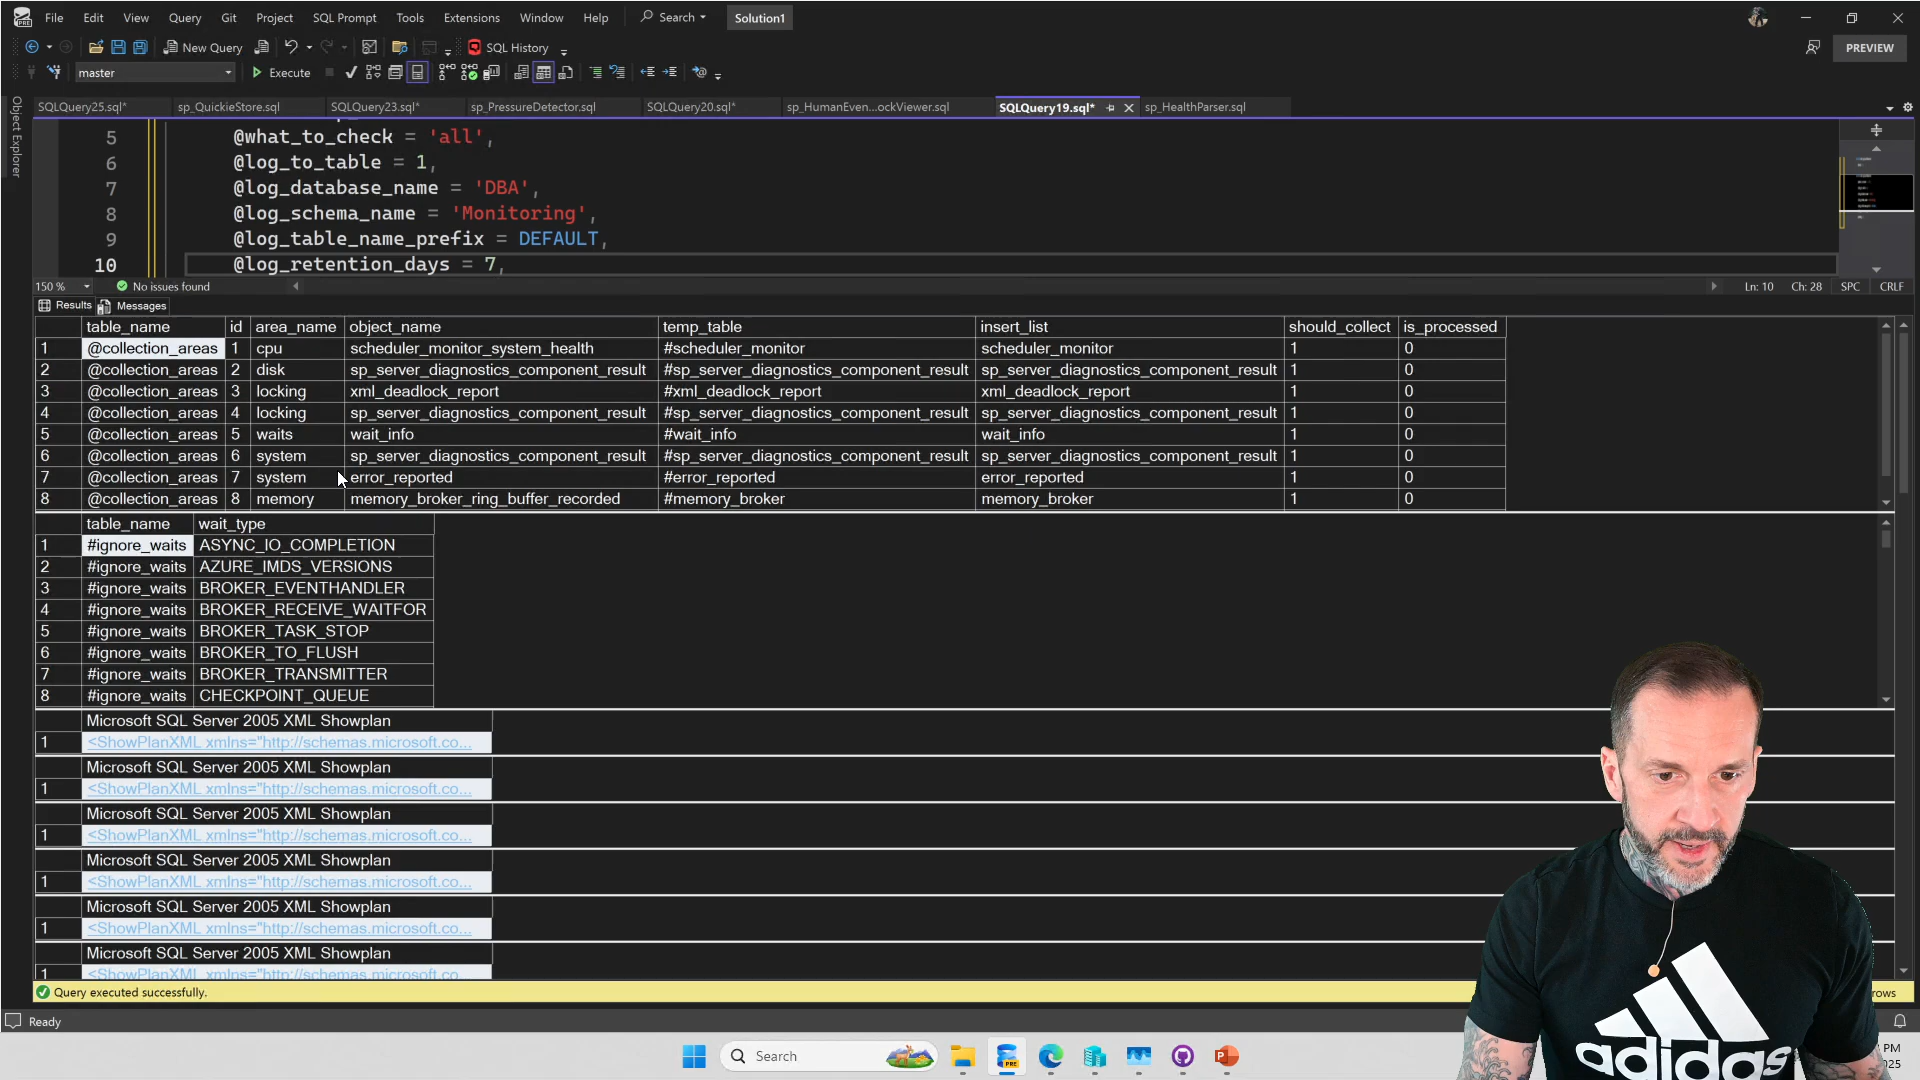 File Edit View Query Git Project SQL Prompt Tools Extensions Window Help Search Solution1
New Query SQL History PREVIEW
master Execute
SQLQuery25.sql* sp_QuickieStore.sql SQLQuery23.sql* sp_PressureDetector.sql SQLQuery20.sql* sp_HumanEven...ockViewer.sql SQLQuery19.sql* sp_HealthParser.sql
Object Explorer
5 @what_to_check = 'all',
6 @log_to_table = 1,
7 @log_database_name = 'DBA',
8 @log_schema_name = 'Monitoring',
9 @log_table_name_prefix = DEFAULT,
10 @log_retention_days = 7,
150 % No issues found Ln: 10 Ch: 28 SPC CRLF
Results Messages
table_name id area_name object_name temp_table insert_list should_collect is_processed
1 @collection_areas 1 cpu scheduler_monitor_system_health #scheduler_monitor scheduler_monitor 1 0
2 @collection_areas 2 disk sp_server_diagnostics_component_result #sp_server_diagnostics_component_result sp_server_diagnostics_component_result 1 0
3 @collection_areas 3 locking xml_deadlock_report #xml_deadlock_report xml_deadlock_report 1 0
4 @collection_areas 4 locking sp_server_diagnostics_component_result #sp_server_diagnostics_component_result sp_server_diagnostics_component_result 1 0
5 @collection_areas 5 waits wait_info #wait_info wait_info 1 0
6 @collection_areas 6 system sp_server_diagnostics_component_result #sp_server_diagnostics_component_result sp_server_diagnostics_component_result 1 0
7 @collection_areas 7 system error_reported #error_reported error_reported 1 0
8 @collection_areas 8 memory memory_broker_ring_buffer_recorded #memory_broker memory_broker 1 0
table_name wait_type
1 #ignore_waits ASYNC_IO_COMPLETION
2 #ignore_waits AZURE_IMDS_VERSIONS
3 #ignore_waits BROKER_EVENTHANDLER
4 #ignore_waits BROKER_RECEIVE_WAITFOR
5 #ignore_waits BROKER_TASK_STOP
6 #ignore_waits BROKER_TO_FLUSH
7 #ignore_waits BROKER_TRANSMITTER
8 #ignore_waits CHECKPOINT_QUEUE
Microsoft SQL Server 2005 XML Showplan
1 <ShowPlanXML xmlns="http://schemas.microsoft.co...
Microsoft SQL Server 2005 XML Showplan
1 <ShowPlanXML xmlns="http://schemas.microsoft.co...
Microsoft SQL Server 2005 XML Showplan
1 <ShowPlanXML xmlns="http://schemas.microsoft.co...
Microsoft SQL Server 2005 XML Showplan
1 <ShowPlanXML xmlns="http://schemas.microsoft.co...
Microsoft SQL Server 2005 XML Showplan
1 <ShowPlanXML xmlns="http://schemas.microsoft.co...
Microsoft SQL Server 2005 XML Showplan
1 <ShowPlanXML xmlns="http://schemas.microsoft.co...
Query executed successfully. rows
Ready
Search
PRE
PM
025
adidas